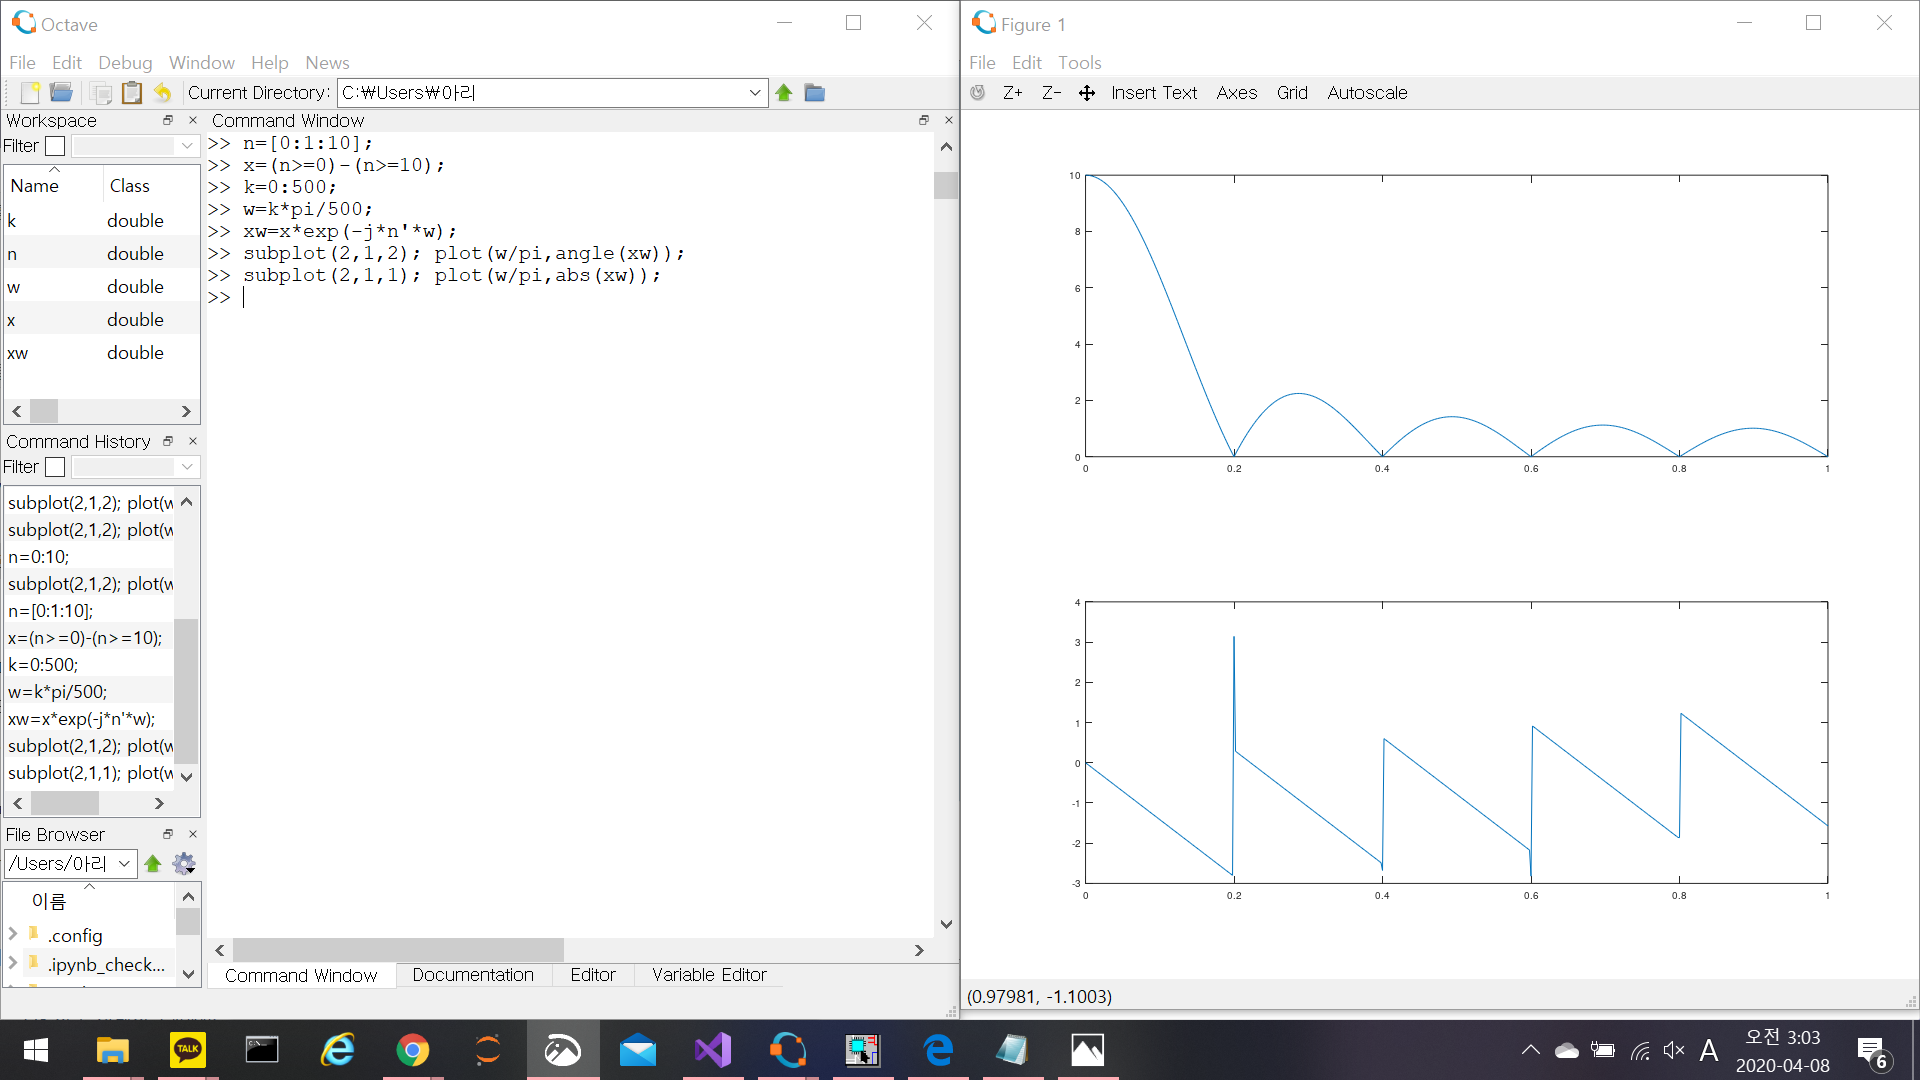 Octave
File Edit Debug Window Help News
Current Directory: C:₩Users₩아리
Workspace
Filter
Name Class
k double
n double
w double
x double
xw double
Command History
Filter
subplot(2,1,2); plot(w
subplot(2,1,2); plot(w
n=0:10;
subplot(2,1,2); plot(w
n=[0:1:10];
x=(n>=0)-(n>=10);
k=0:500;
w=k*pi/500;
xw=x*exp(-j*n'*w);
subplot(2,1,2); plot(w
subplot(2,1,1); plot(w
File Browser
/Users/아리
이름
.config
.ipynb_check...
Command Window
>> n=[0:1:10];
>> x=(n>=0)-(n>=10);
>> k=0:500;
>> w=k*pi/500;
>> xw=x*exp(-j*n'*w);
>> subplot(2,1,2); plot(w/pi,angle(xw));
>> subplot(2,1,1); plot(w/pi,abs(xw));
>>
Command Window Documentation Editor Variable Editor
Figure 1
File Edit Tools
Z+ Z- Insert Text Axes Grid Autoscale
10
8
6
4
2
0
0 0.2 0.4 0.6 0.8 1
4
3
2
1
0
-1
-2
-3
0 0.2 0.4 0.6 0.8 1
(0.97981, -1.1003)
TALK
A
오전 3:03
2020-04-08
6